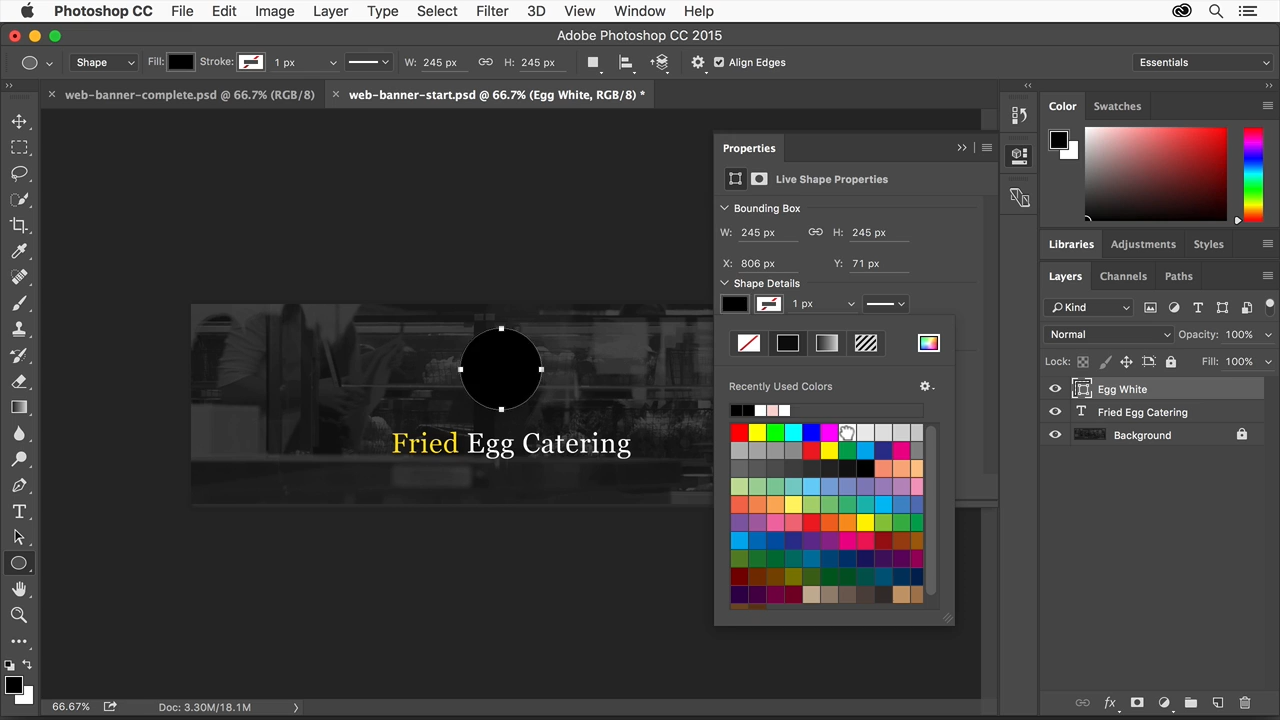 Photoshop CC File Edit Image Layer Type Select Filter 3D View Window Help
Adobe Photoshop CC 2015
Shape Fill: Stroke: 1 px W: 245 px H: 245 px Align Edges Essentials
web-banner-complete.psd @ 66.7% (RGB/8) web-banner-start.psd @ 66.7% (Egg White, RGB/8) *
Color Swatches
Properties
Live Shape Properties
Bounding Box
W: 245 px H: 245 px
X: 806 px Y: 71 px
Shape Details
1 px
Recently Used Colors
Libraries Adjustments Styles
Layers Channels Paths
Kind
Normal Opacity: 100%
Lock: Fill: 100%
Egg White
Fried Egg Catering
Background
Fried Egg Catering
66.67% Doc: 3.30M/18.1M